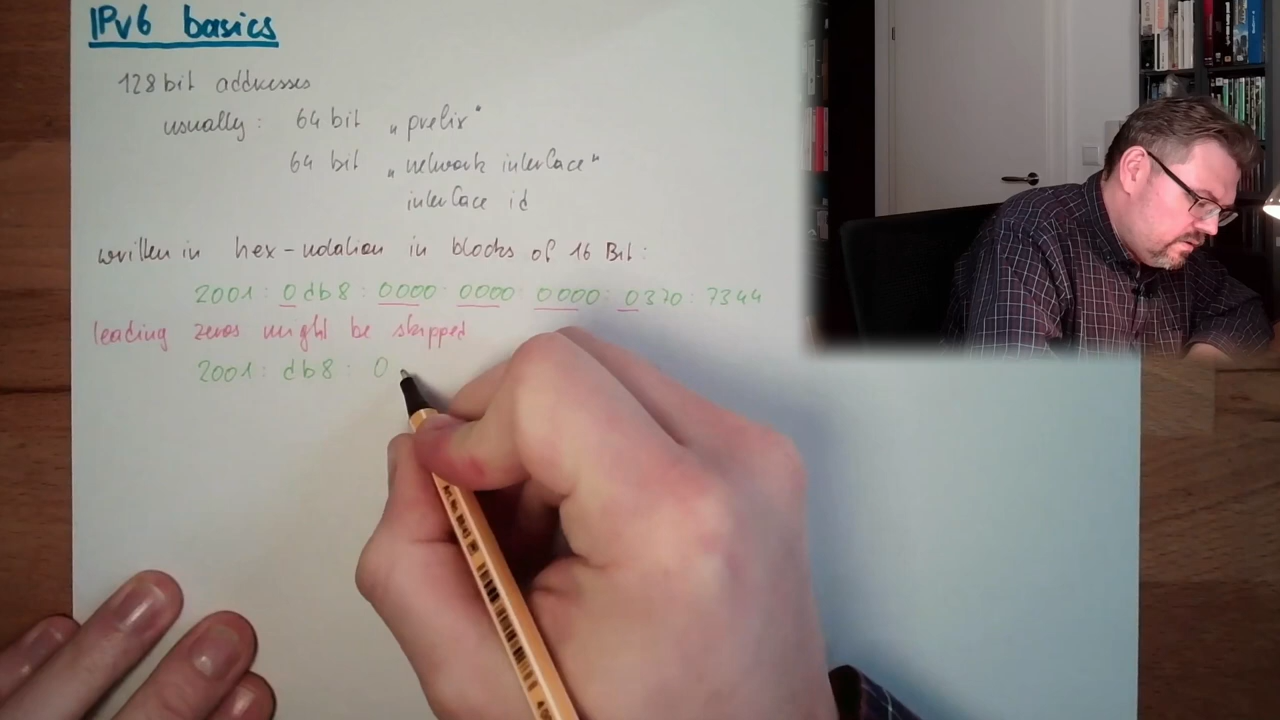 IPv6 basics
128 bit addresses
usually: 64 bit „prefix"
64 bit „network interface"
interface id
written in hex-notation in blocks of 16 Bit:
2001: 0db8: 0000: 0000: 0000: 0370: 7344
leading zeros might be skipped
2001: db8: 0